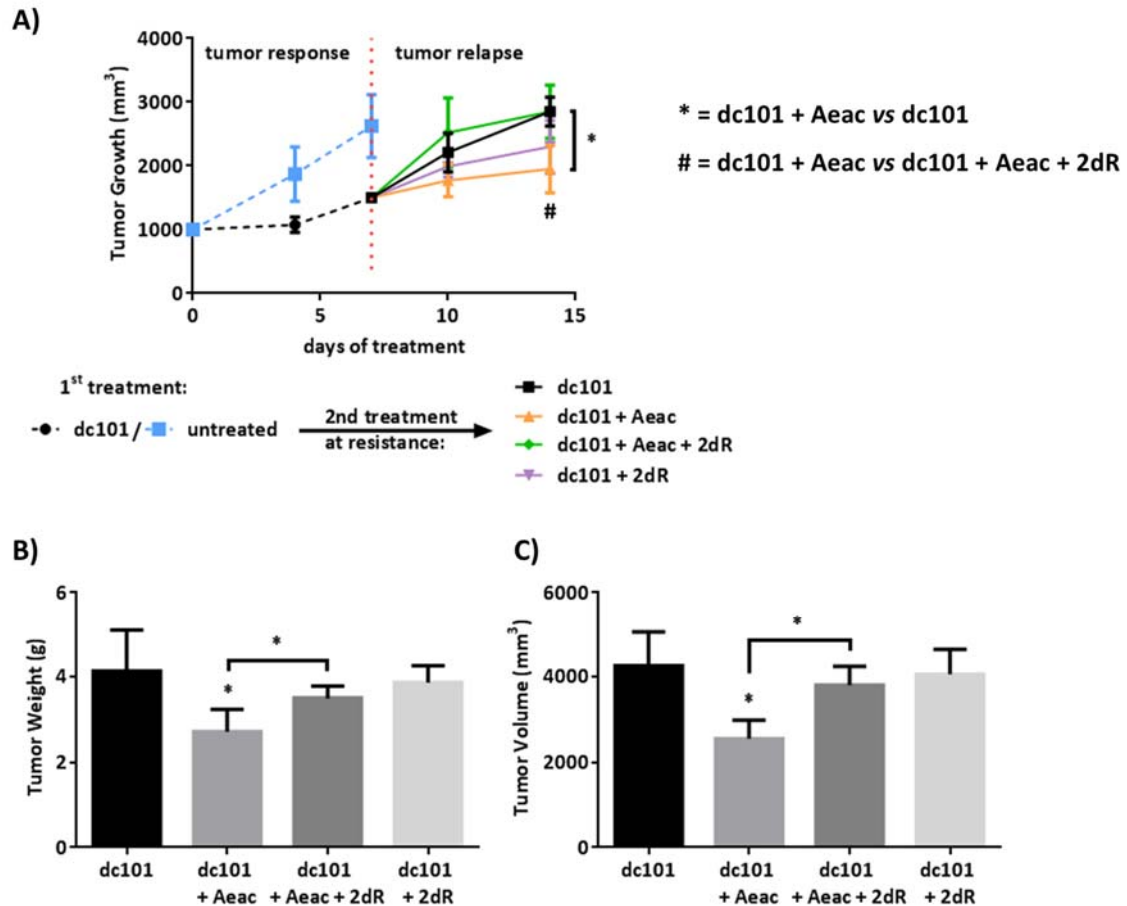 A)
4000
3000
2000
1000
0
Tumor Growth (mm³)
tumor response
tumor relapse
*
#
0
5
10
15
days of treatment
* = dc101 + Aeac vs dc101
# = dc101 + Aeac vs dc101 + Aeac + 2dR
1st treatment:
dc101 / untreated
2nd treatment
at resistance:
dc101
dc101 + Aeac
dc101 + Aeac + 2dR
dc101 + 2dR
B)
6
4
2
0
Tumor Weight (g)
*
*
dc101
dc101
+ Aeac
dc101
+ Aeac + 2dR
dc101
+ 2dR
C)
6000
4000
2000
0
Tumor Volume (mm³)
*
*
dc101
dc101
+ Aeac
dc101
+ Aeac + 2dR
dc101
+ 2dR